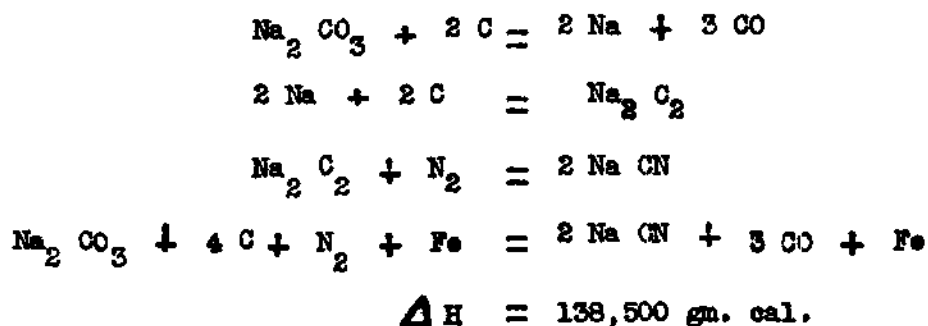 Na2 CO3 + 2 C = 2 Na + 3 CO
2 Na + 2 C = Na2 C2
Na2 C2 + N2 = 2 Na CN
Na2 CO3 + 4 C + N2 + Fe = 2 Na CN + 3 CO + Fe
Δ H = 138,500 gm. cal.